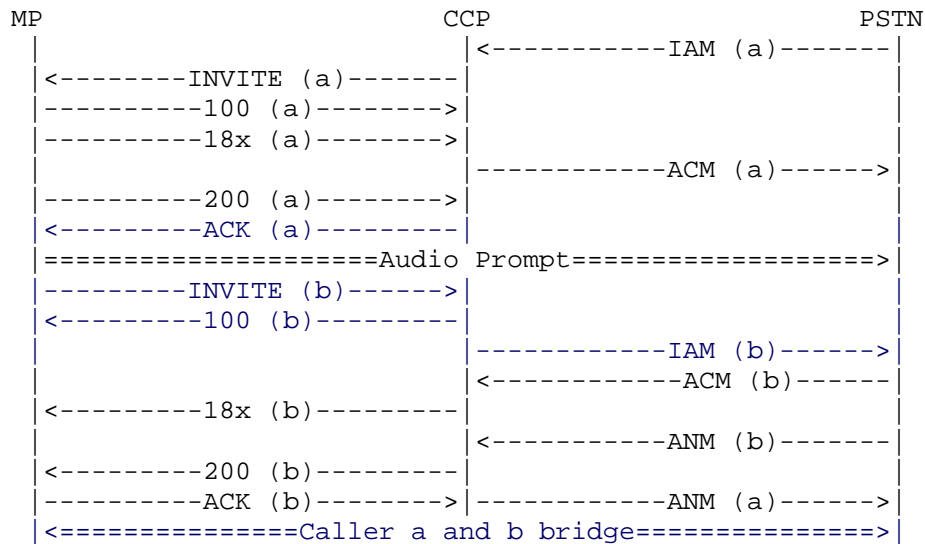 MP CCP PSTN
|<-----------IAM (a)-------|
|<--------INVITE (a)-------|
|----------100 (a)-------->|
|----------18x (a)-------->|
|------------ACM (a)------>|
|----------200 (a)-------->|
|<---------ACK (a)---------|
|======================Audio Prompt====================>|
|---------INVITE (b)------>|
|<---------100 (b)---------|
|------------IAM (b)------>|
|<------------ACM (b)------|
|<---------18x (b)---------|
|<-----------ANM (b)-------|
|<---------200 (b)---------|
|----------ACK (b)-------->|------------ANM (a)------>|
|<===============Caller a and b bridge===============>|